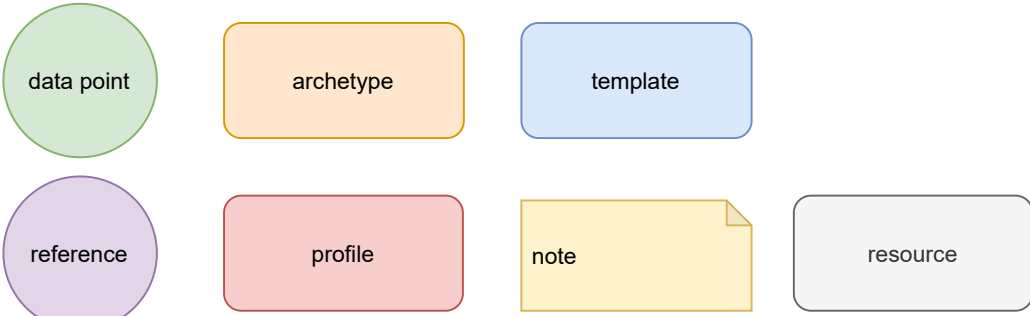 data point
archetype
template
reference
profile
note
resource